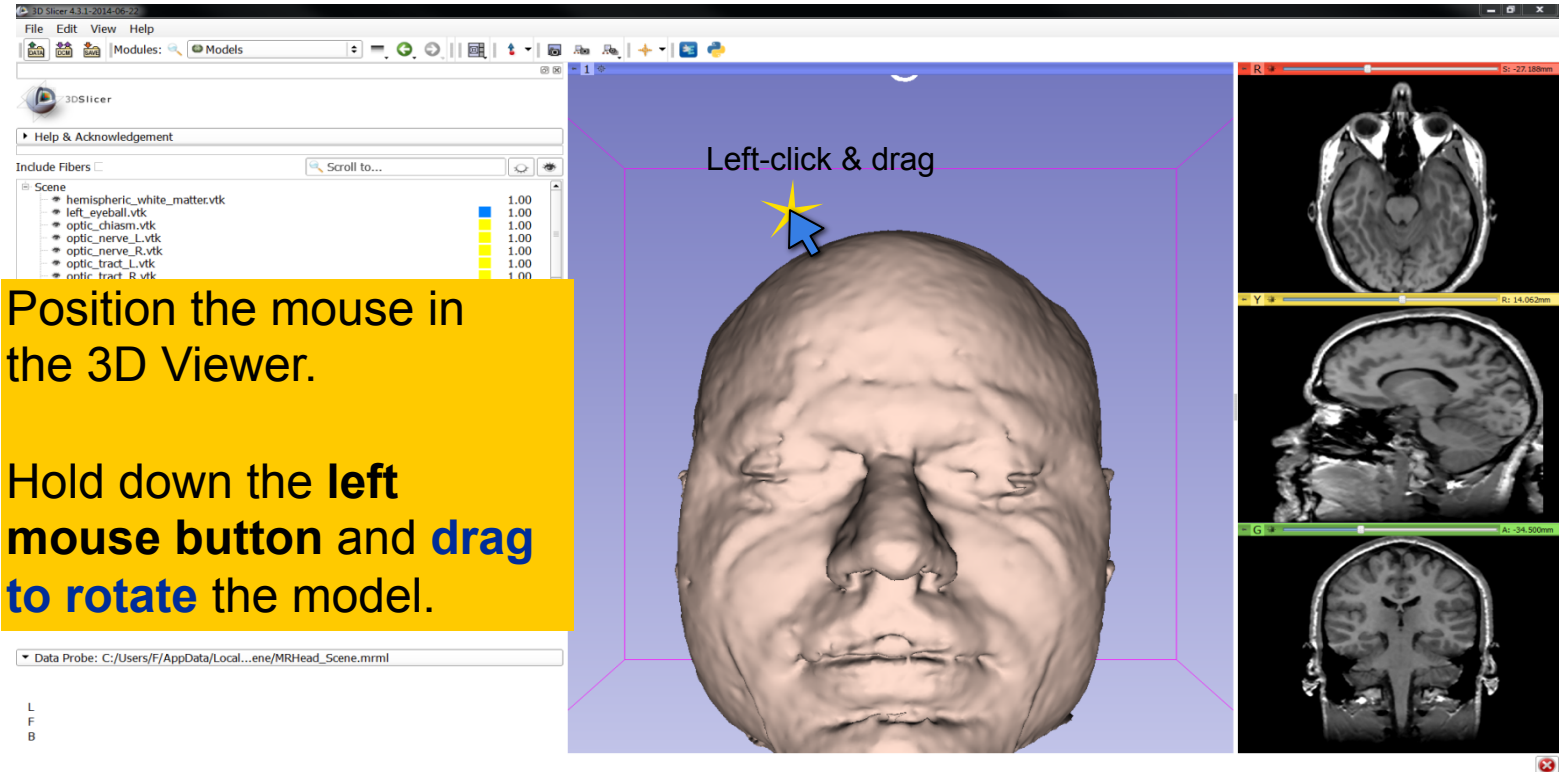 3D Slicer 4.3.1-2014-06-22
File Edit View Help
DATA DCM SAVE Modules: Models
1
R S: -27.188mm
3DSlicer
Help & Acknowledgement
Include Fibers Scroll to...
Scene
hemispheric_white_matter.vtk 1.00
left_eyeball.vtk 1.00
optic_chiasm.vtk 1.00
optic_nerve_L.vtk 1.00
optic_nerve_R.vtk 1.00
optic_tract_L.vtk 1.00
optic_tract_R.vtk 1.00
Left-click & drag
Position the mouse in
the 3D Viewer.
Hold down the left
mouse button and drag
to rotate the model.
Y R: 14.062mm
G A: -34.500mm
Data Probe: C:/Users/F/AppData/Local...ene/MRHead_Scene.mrml
L
F
B